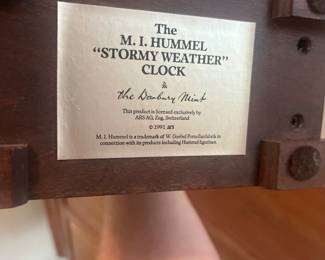 The
M. I. HUMMEL
“STORMY WEATHER”
CLOCK
by
the Danbury Mint
This product is licensed exclusively by
ARS AG, Zug, Switzerland
© 1991 ARS
M. I. Hummel is a trademark of W. Goebel Porzellanfabrik in
connection with its products including Hummel figurines.